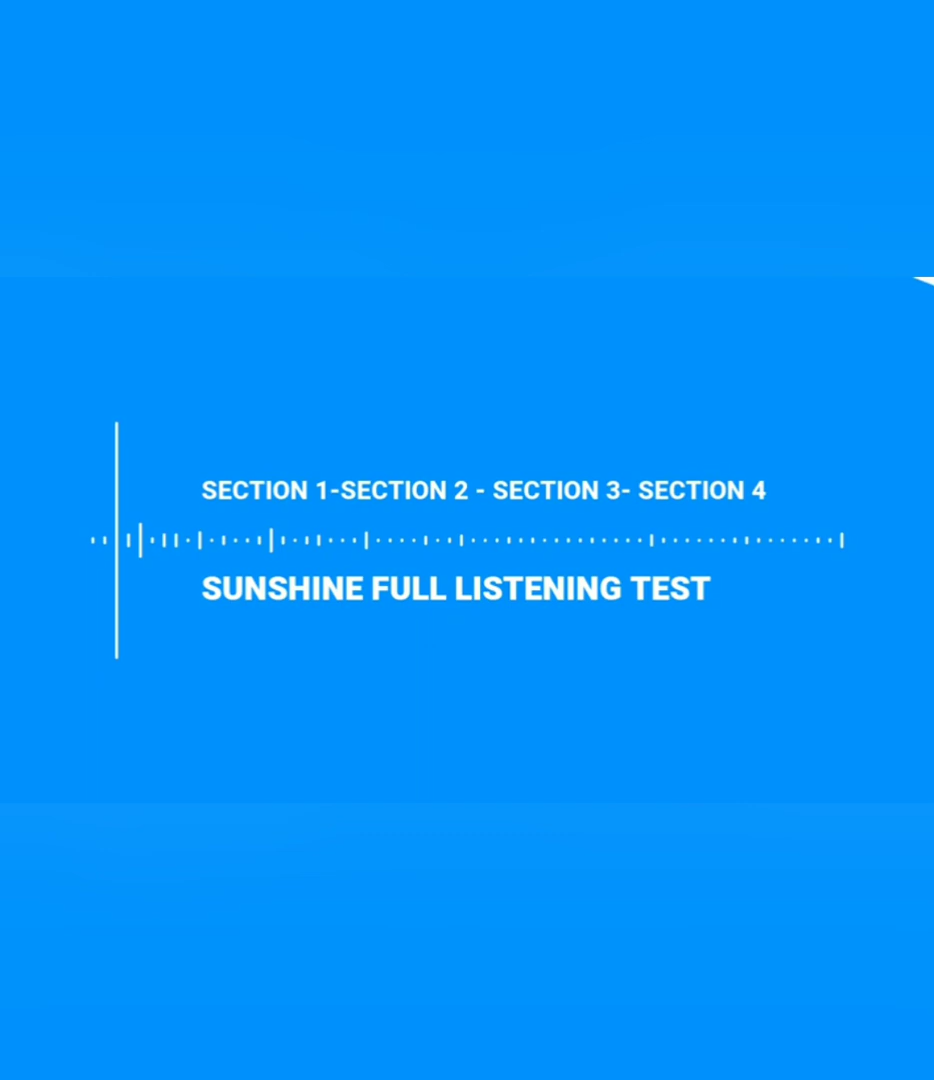 SECTION 1-SECTION 2 - SECTION 3- SECTION 4
SUNSHINE FULL LISTENING TEST